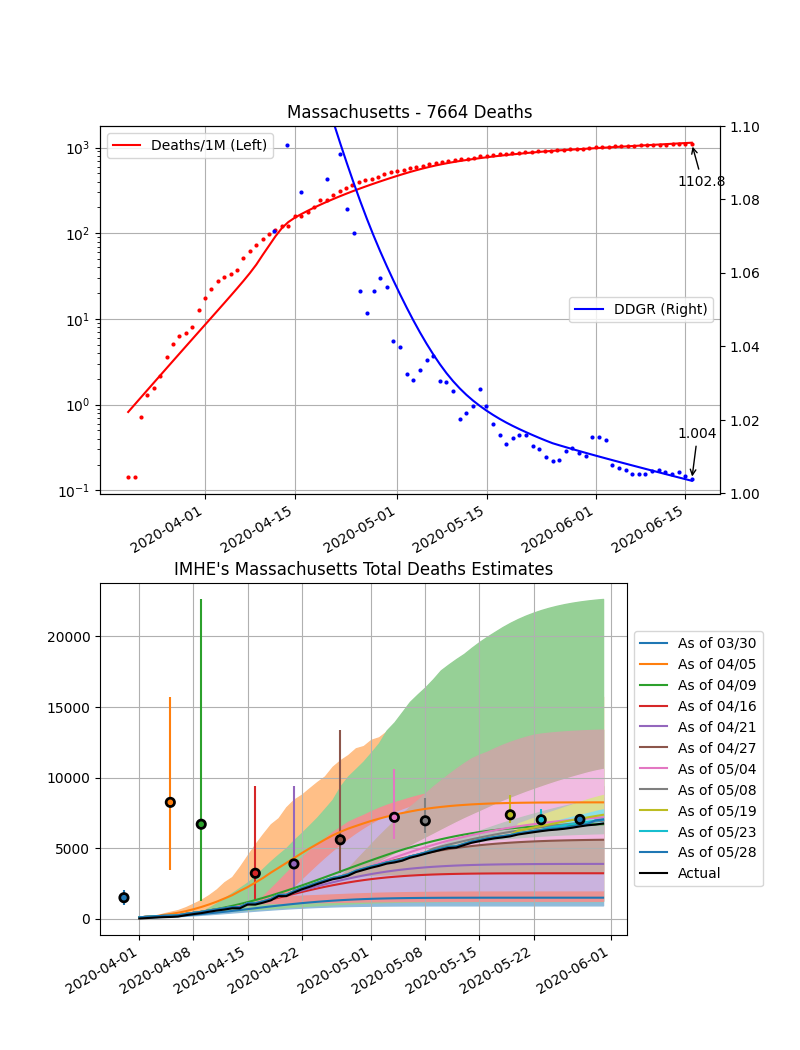 Massachusetts - 7664 Deaths
Deaths/1M (Left)
DDGR (Right)
1102.8
1.004
10³
10²
10¹
10⁰
10⁻¹
1.10
1.08
1.06
1.04
1.02
1.00
2020-04-01
2020-04-15
2020-05-01
2020-05-15
2020-06-01
2020-06-15
IMHE's Massachusetts Total Deaths Estimates
20000
15000
10000
5000
0
2020-04-01
2020-04-08
2020-04-15
2020-04-22
2020-05-01
2020-05-08
2020-05-15
2020-05-22
2020-06-01
As of 03/30
As of 04/05
As of 04/09
As of 04/16
As of 04/21
As of 04/27
As of 05/04
As of 05/08
As of 05/19
As of 05/23
As of 05/28
Actual